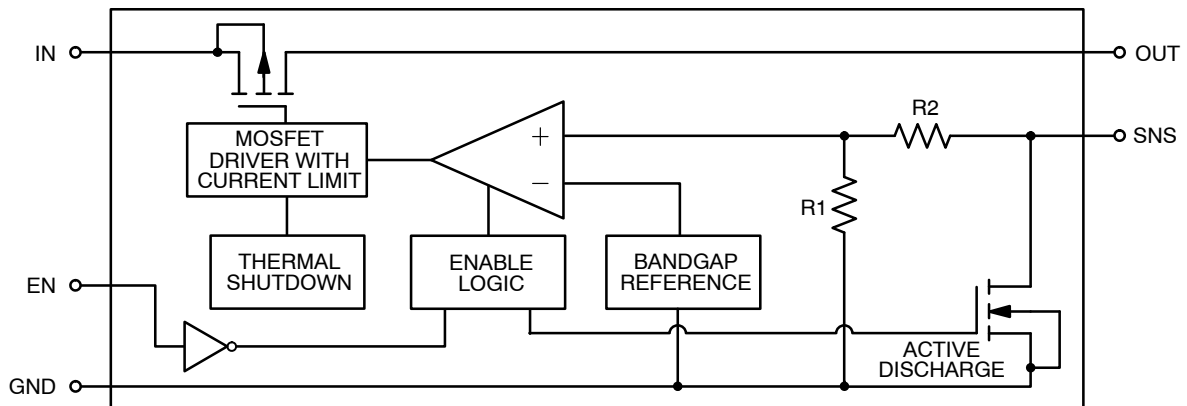 IN
OUT
R2
SNS
MOSFET
DRIVER WITH
CURRENT LIMIT
+
−
R1
THERMAL
SHUTDOWN
ENABLE
LOGIC
BANDGAP
REFERENCE
EN
ACTIVE
DISCHARGE
GND